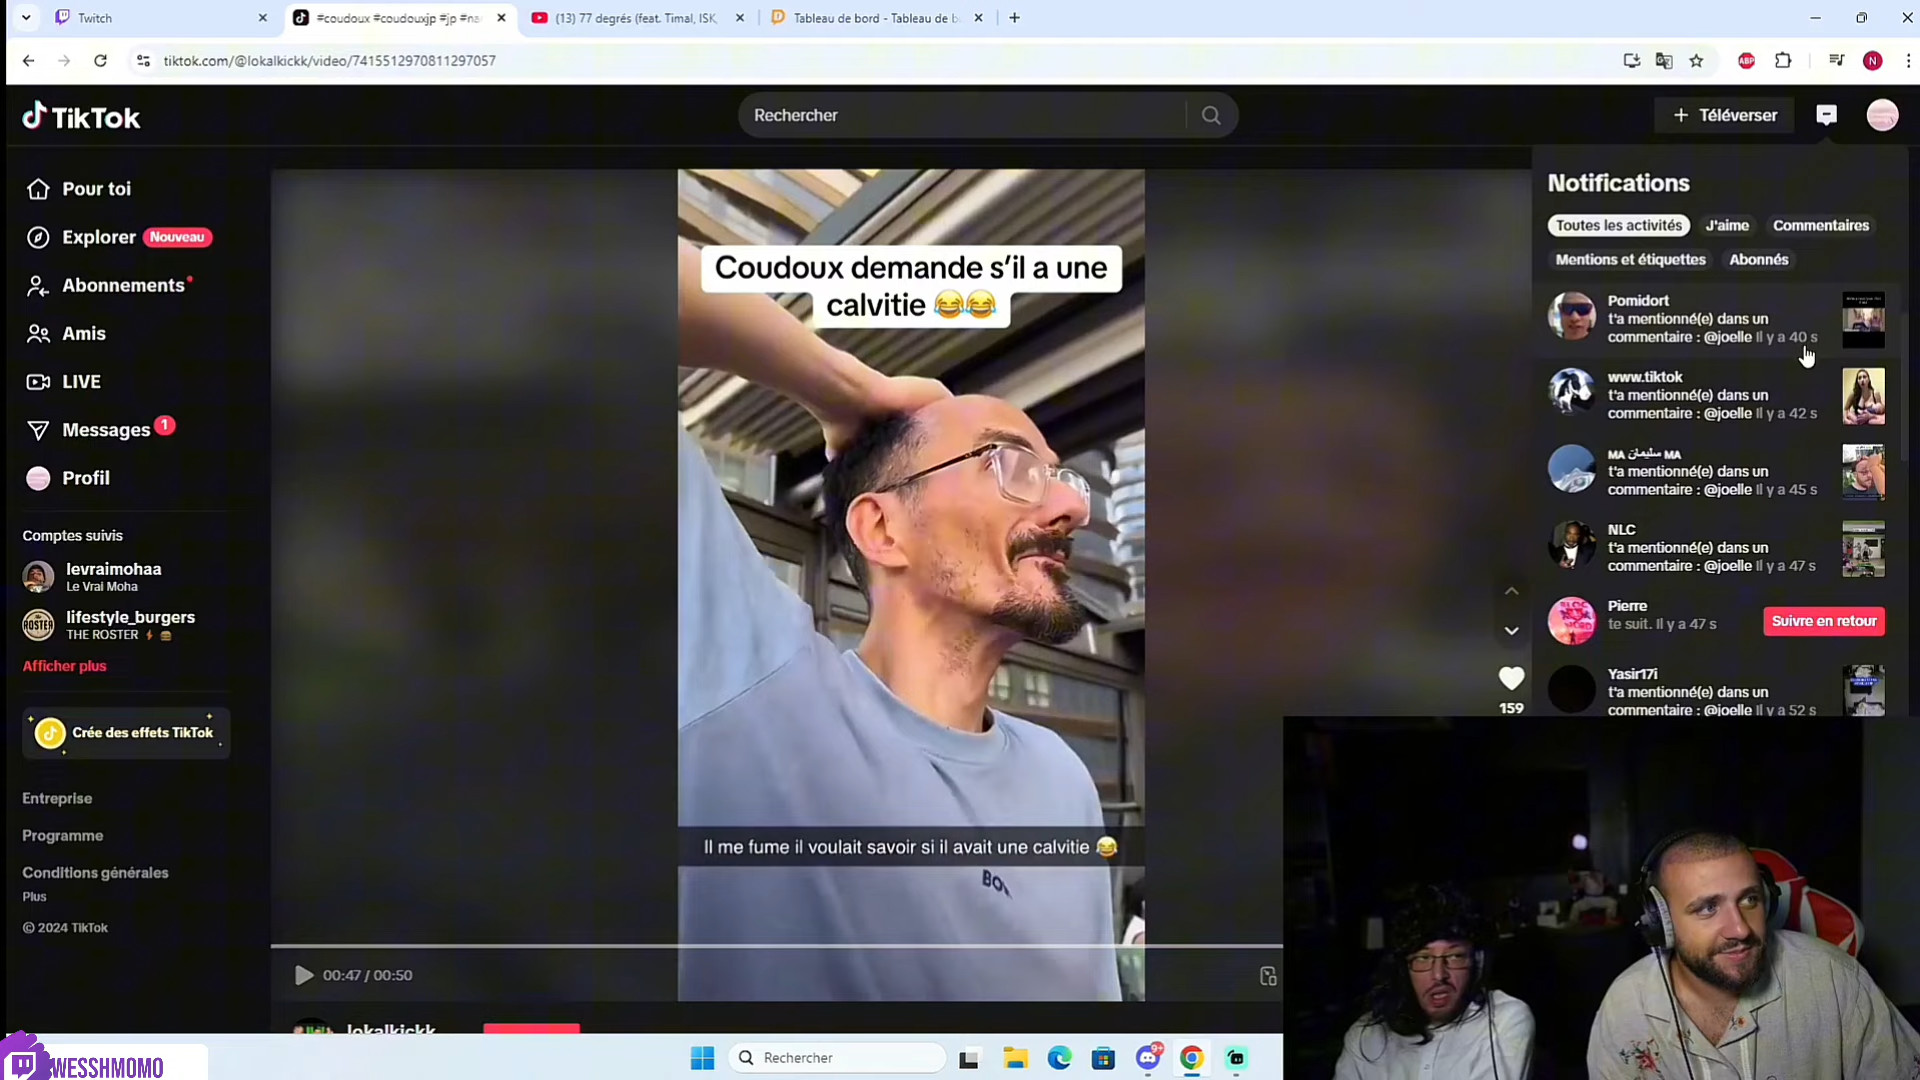 Twitch
#coudoux #coudouxjp #jp #na
(13) 77 degrés (feat. Timal, ISK,
Tableau de bord - Tableau de b
tiktok.com/@lokalkickk/video/7415512970811297057
ABP
N
TikTok
Rechercher
Téléverser
Pour toi
Explorer Nouveau
Abonnements
Amis
LIVE
Messages 1
Profil
Comptes suivis
levraimohaa
Le Vrai Moha
ROSTER
lifestyle_burgers
THE ROSTER
Afficher plus
Crée des effets TikTok
Entreprise
Programme
Conditions générales
Plus
© 2024 TikTok
Coudoux demande s’il a une
calvitie 😂😂
Il me fume il voulait savoir si il avait une calvitie 😂
00:47 / 00:50
159
lokalkickk
Notifications
Toutes les activités J'aime Commentaires
Mentions et étiquettes Abonnés
Pomidort
t'a mentionné(e) dans un
commentaire : @joelle Il y a 40 s
www.tiktok
t'a mentionné(e) dans un
commentaire : @joelle Il y a 42 s
MA سليمان MA
t'a mentionné(e) dans un
commentaire : @joelle Il y a 45 s
NLC
t'a mentionné(e) dans un
commentaire : @joelle Il y a 47 s
Pierre
te suit. Il y a 47 s
Suivre en retour
Yasir17i
t'a mentionné(e) dans un
commentaire : @joelle Il y a 52 s
WESSHMOMO
Rechercher
9+